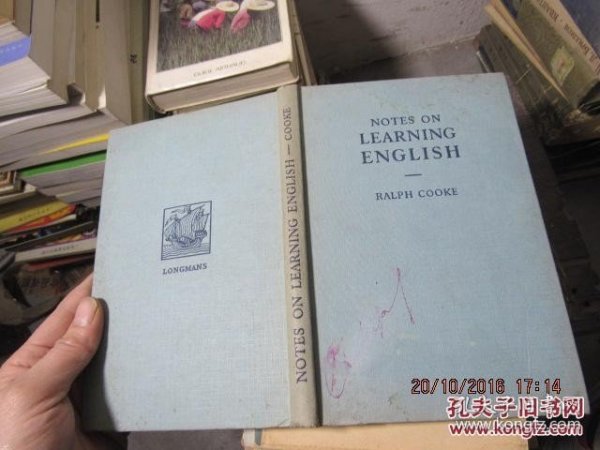 NOTES ON
LEARNING
ENGLISH
RALPH COOKE
NOTES ON LEARNING ENGLISH — COOKE
LONGMANS
20/10/2016 17:14
孔夫子旧书网
www.kongfz.com